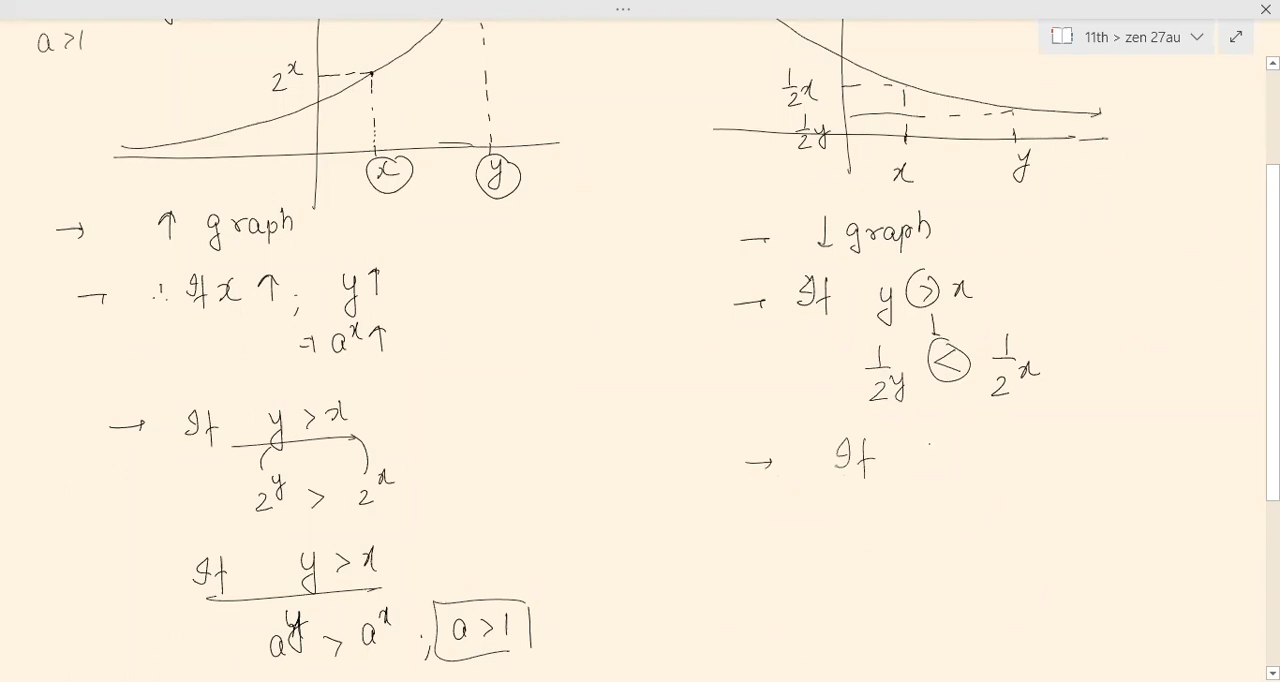 11th > zen 27au
a > 1
2^x
x y
→ ↑ graph
→ ∴ If x ↑ ; y ↑
→ a^x ↑
→ If y > x
2^y > 2^x
If y > x
a^y > a^x ; a > 1
1/2^x
1/2^y
x y
→ ↓ graph
→ If y > x
1/2^y < 1/2^x
→ If